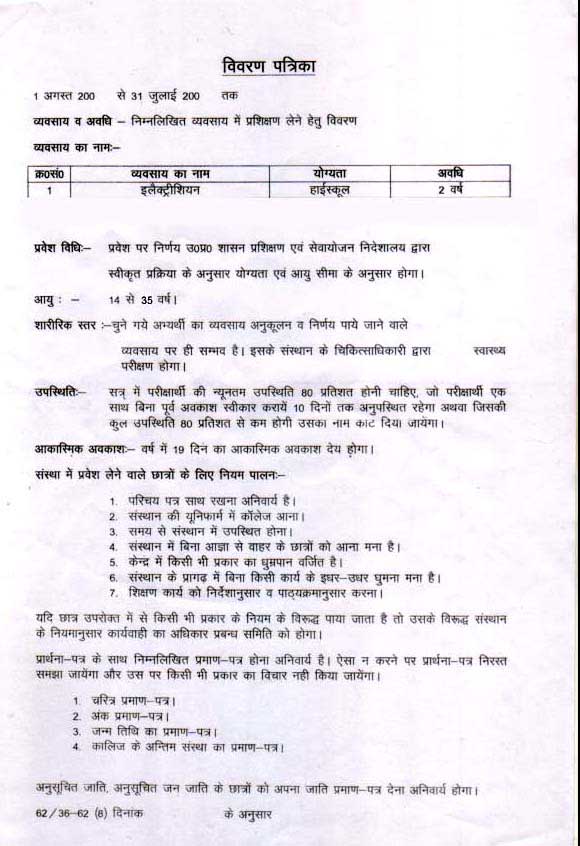 विवरण पत्रिका
1 अगस्त 200 से 31 जुलाई 200 तक
व्यवसाय व अवधि – निम्नलिखित व्यवसाय में प्रशिक्षण लेने हेतु विवरण
व्यवसाय का नामः–
क्र०सं० व्यवसाय का नाम योग्यता अवधि
1 इलैक्ट्रीशियन हाईस्कूल 2 वर्ष
प्रवेश विधिः– प्रवेश पर निर्णय उ०प्र० शासन प्रशिक्षण एवं सेवायोजन निदेशालय द्वारा
स्वीकृत प्रक्रिया के अनुसार योग्यता एवं आयु सीमा के अनुसार होगा।
आयु : – 14 से 35 वर्ष।
शारीरिक स्तर :–चुने गये अभ्यर्थी का व्यवसाय अनुकूलन व निर्णय पाये जाने वाले
व्यवसाय पर ही सम्भव है। इसके संस्थान के चिकित्साधिकारी द्वारा स्वास्थ्य
परीक्षण होगा।
उपस्थितिः– सत्र् में परीक्षार्थी की न्यूनतम उपस्थिति 80 प्रतिशत होनी चाहिए, जो परीक्षार्थी एक
साथ बिना पूर्व अवकाश स्वीकार करायें 10 दिनों तक अनुपस्थित रहेगा अथवा जिसकी
कुल उपस्थिति 80 प्रतिशत से कम होगी उसका नाम काट दिया जायेगा।
आकास्मिक अवकाशः– वर्ष में 19 दिन का आकास्मिक अवकाश देय होगा।
संस्था में प्रवेश लेने वाले छात्रों के लिए नियम पालनः–
1. परिचय पत्र साथ रखना अनिवार्य है।
2. संस्थान की यूनिफार्म में कॉलेज आना।
3. समय से संस्थान में उपस्थित होना।
4. संस्थान में बिना आज्ञा से वाहर के छात्रों को आना मना है।
5. केन्द्र में किसी भी प्रकार का धुम्रपान वर्जित है।
6. संस्थान के प्रागढ़ में बिना किसी कार्य के इधर–उधर घुमना मना है।
7. शिक्षण कार्य को निर्देशानुसार व पाठ्यक्रमानुसार करना।
यदि छात्र उपरोक्त में से किसी भी प्रकार के नियम के विरूद्ध पाया जाता है तो उसके विरूद्ध संस्थान
के नियमानुसार कार्यवाही का अधिकार प्रबन्ध समिति को होगा।
प्रार्थना–पत्र के साथ निम्नलिखित प्रमाण–पत्र होना अनिवार्य है। ऐसा न करने पर प्रार्थना–पत्र निरस्त
समझा जायेंगा और उस पर किसी भी प्रकार का विचार नही किया जायेंगा।
1. चरित्र प्रमाण–पत्र।
2. अंक प्रमाण–पत्र।
3. जन्म तिथि का प्रमाण–पत्र।
4. कालिज के अन्तिम संस्था का प्रमाण–पत्र।
अनुसूचित जाति, अनुसूचित जन जाति के छात्रों को अपना जाति प्रमाण–पत्र देना अनिवार्य होगा।
62/36–62 (8) दिनांक के अनुसार